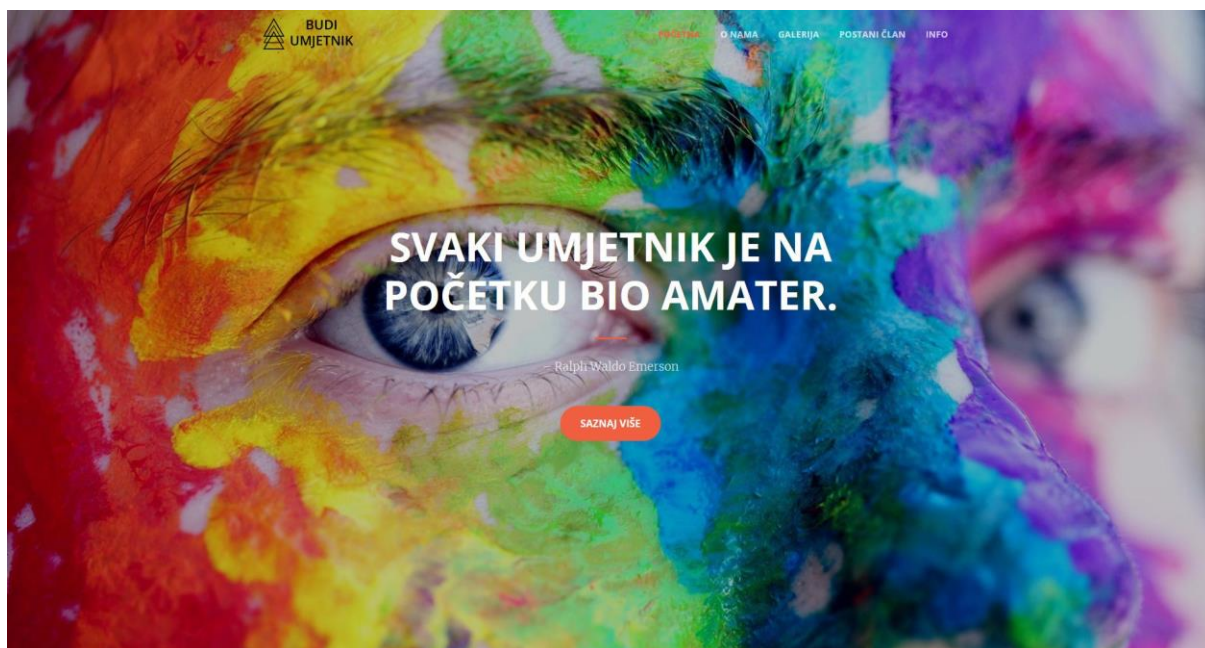 BUDI
UMJETNIK
POČETNA
O NAMA
GALERIJA
POSTANI ČLAN
INFO
SVAKI UMJETNIK JE NA
POČETKU BIO AMATER.
– Ralph Waldo Emerson
SAZNAJ VIŠE